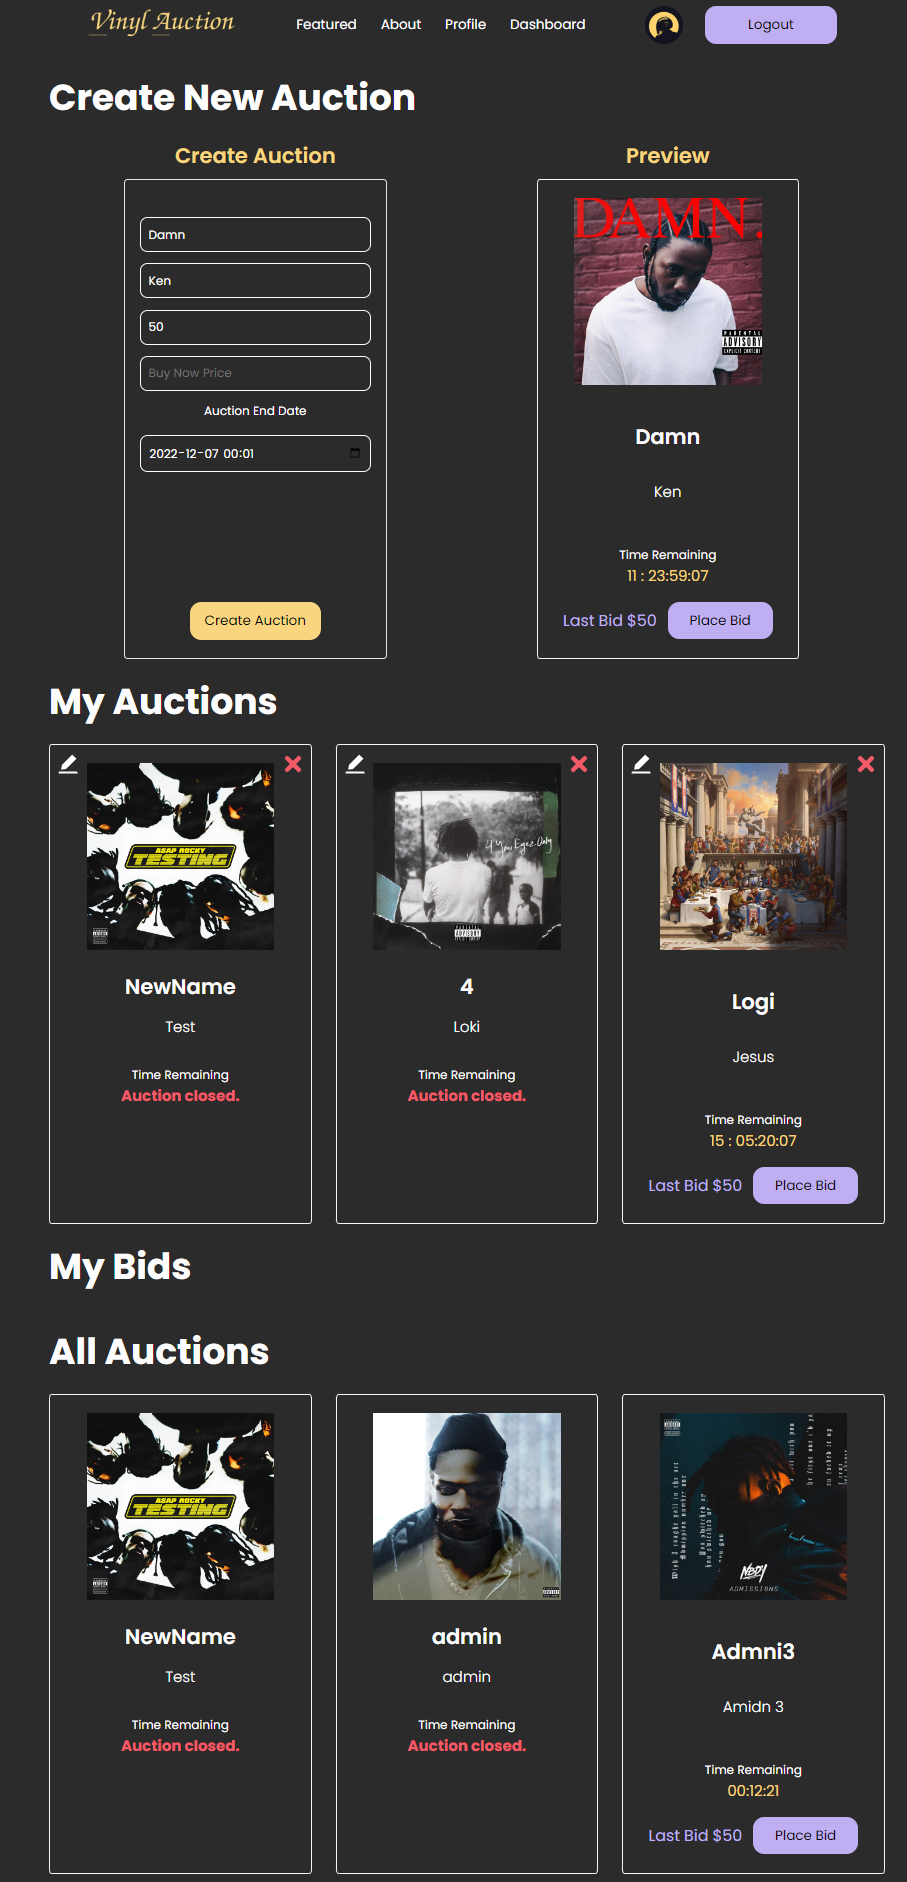 Vinyl Auction
Featured About Profile Dashboard
Logout
Create New Auction
Create Auction
Damn
Ken
50
Buy Now Price
Auction End Date
2022-12-07 00:01
Create Auction
Preview
DAMN.
PARENTAL
ADVISORY
EXPLICIT CONTENT
Damn
Ken
Time Remaining
11 : 23:59:07
Last Bid $50 Place Bid
My Auctions
ASAP ROCKY
TESTING
NewName
Test
Time Remaining
Auction closed.
4 Your Eyez Only
ADVISORY
4
Loki
Time Remaining
Auction closed.
Logi
Jesus
Time Remaining
15 : 05:20:07
Last Bid $50 Place Bid
My Bids
All Auctions
ASAP ROCKY
TESTING
NewName
Test
Time Remaining
Auction closed.
admin
admin
Time Remaining
Auction closed.
NBDY
ADMISSIONS
Admni3
Amidn 3
Time Remaining
00:12:21
Last Bid $50 Place Bid